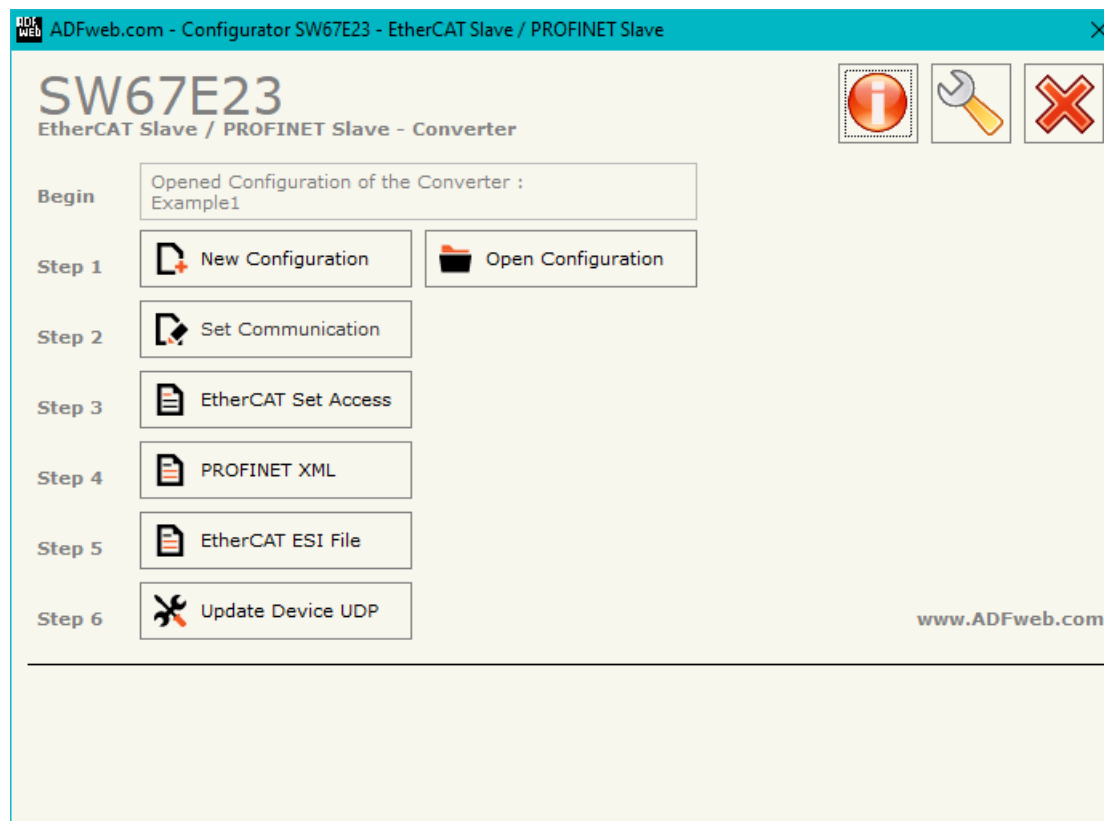 ADF
WEB
ADFweb.com - Configurator SW67E23 - EtherCAT Slave / PROFINET Slave
SW67E23
EtherCAT Slave / PROFINET Slave - Converter
Begin
Opened Configuration of the Converter :
Example1
Step 1
New Configuration
Open Configuration
Step 2
Set Communication
Step 3
EtherCAT Set Access
Step 4
PROFINET XML
Step 5
EtherCAT ESI File
Step 6
Update Device UDP
www.ADFweb.com